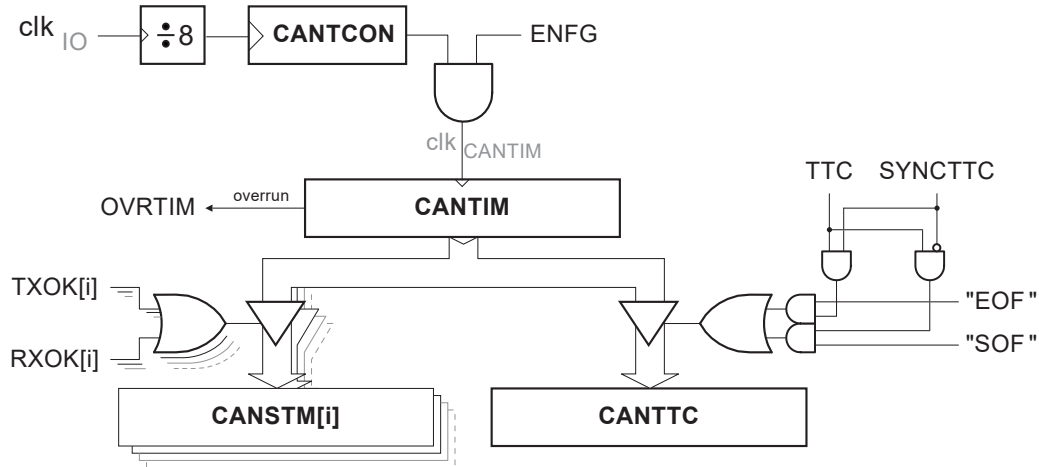 clk IO ÷8 CANTCON ENFG
clk CANTIM
TTC SYNCTTC
OVRTIM overrun CANTIM
TXOK[i]
"EOF"
RXOK[i] "SOF"
CANSTM[i] CANTTC